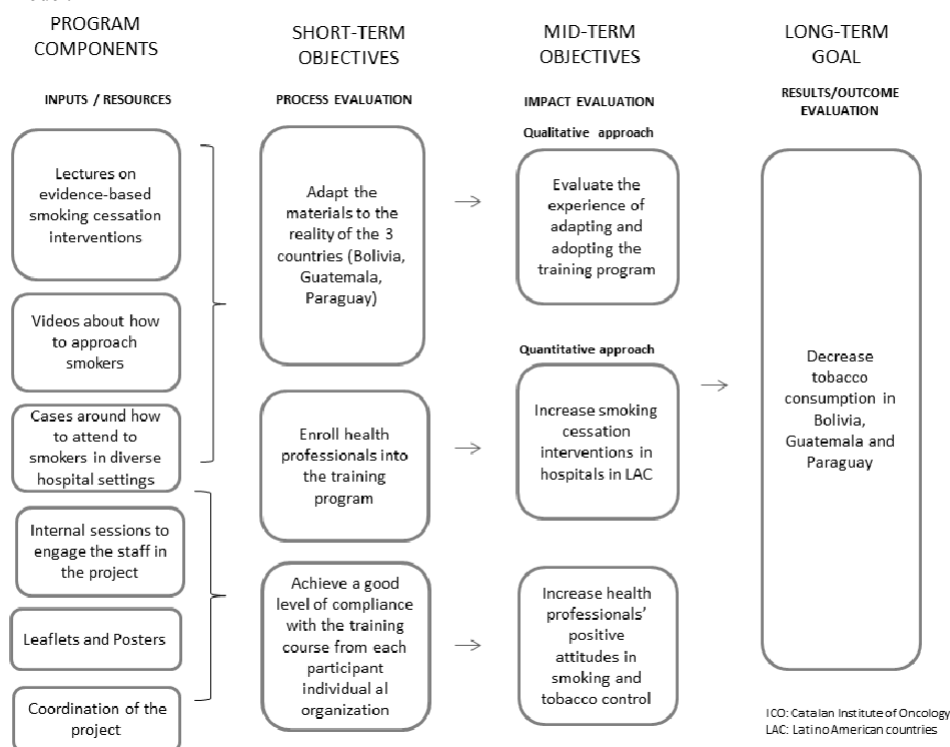 PROGRAM
COMPONENTS
INPUTS / RESOURCES
Lectures on
evidence-based
smoking cessation
interventions
Videos about how
to approach
smokers
Cases around how
to attend to
smokers in diverse
hospital settings
Internal sessions to
engage the staff in
the project
Leaflets and Posters
Coordination of the
project
SHORT-TERM
OBJECTIVES
PROCESS EVALUATION
Adapt the
materials to the
reality of the 3
countries (Bolivia,
Guatemala,
Paraguay)
Enroll health
professionals into
the training
program
Achieve a good
level of compliance
with the training
course from each
participant
individual al
organization
MID-TERM
OBJECTIVES
IMPACT EVALUATION
Qualitative approach
Evaluate the
experience of
adapting and
adopting the
training program
Quantitative approach
Increase smoking
cessation
interventions in
hospitals in LAC
Increase health
professionals’
positive
attitudes in
smoking and
tobacco control
LONG-TERM
GOAL
RESULTS/OUTCOME
EVALUATION
Decrease
tobacco
consumption in
Bolivia,
Guatemala and
Paraguay
ICO: Catalan Institute of Oncology
LAC: Latino American countries